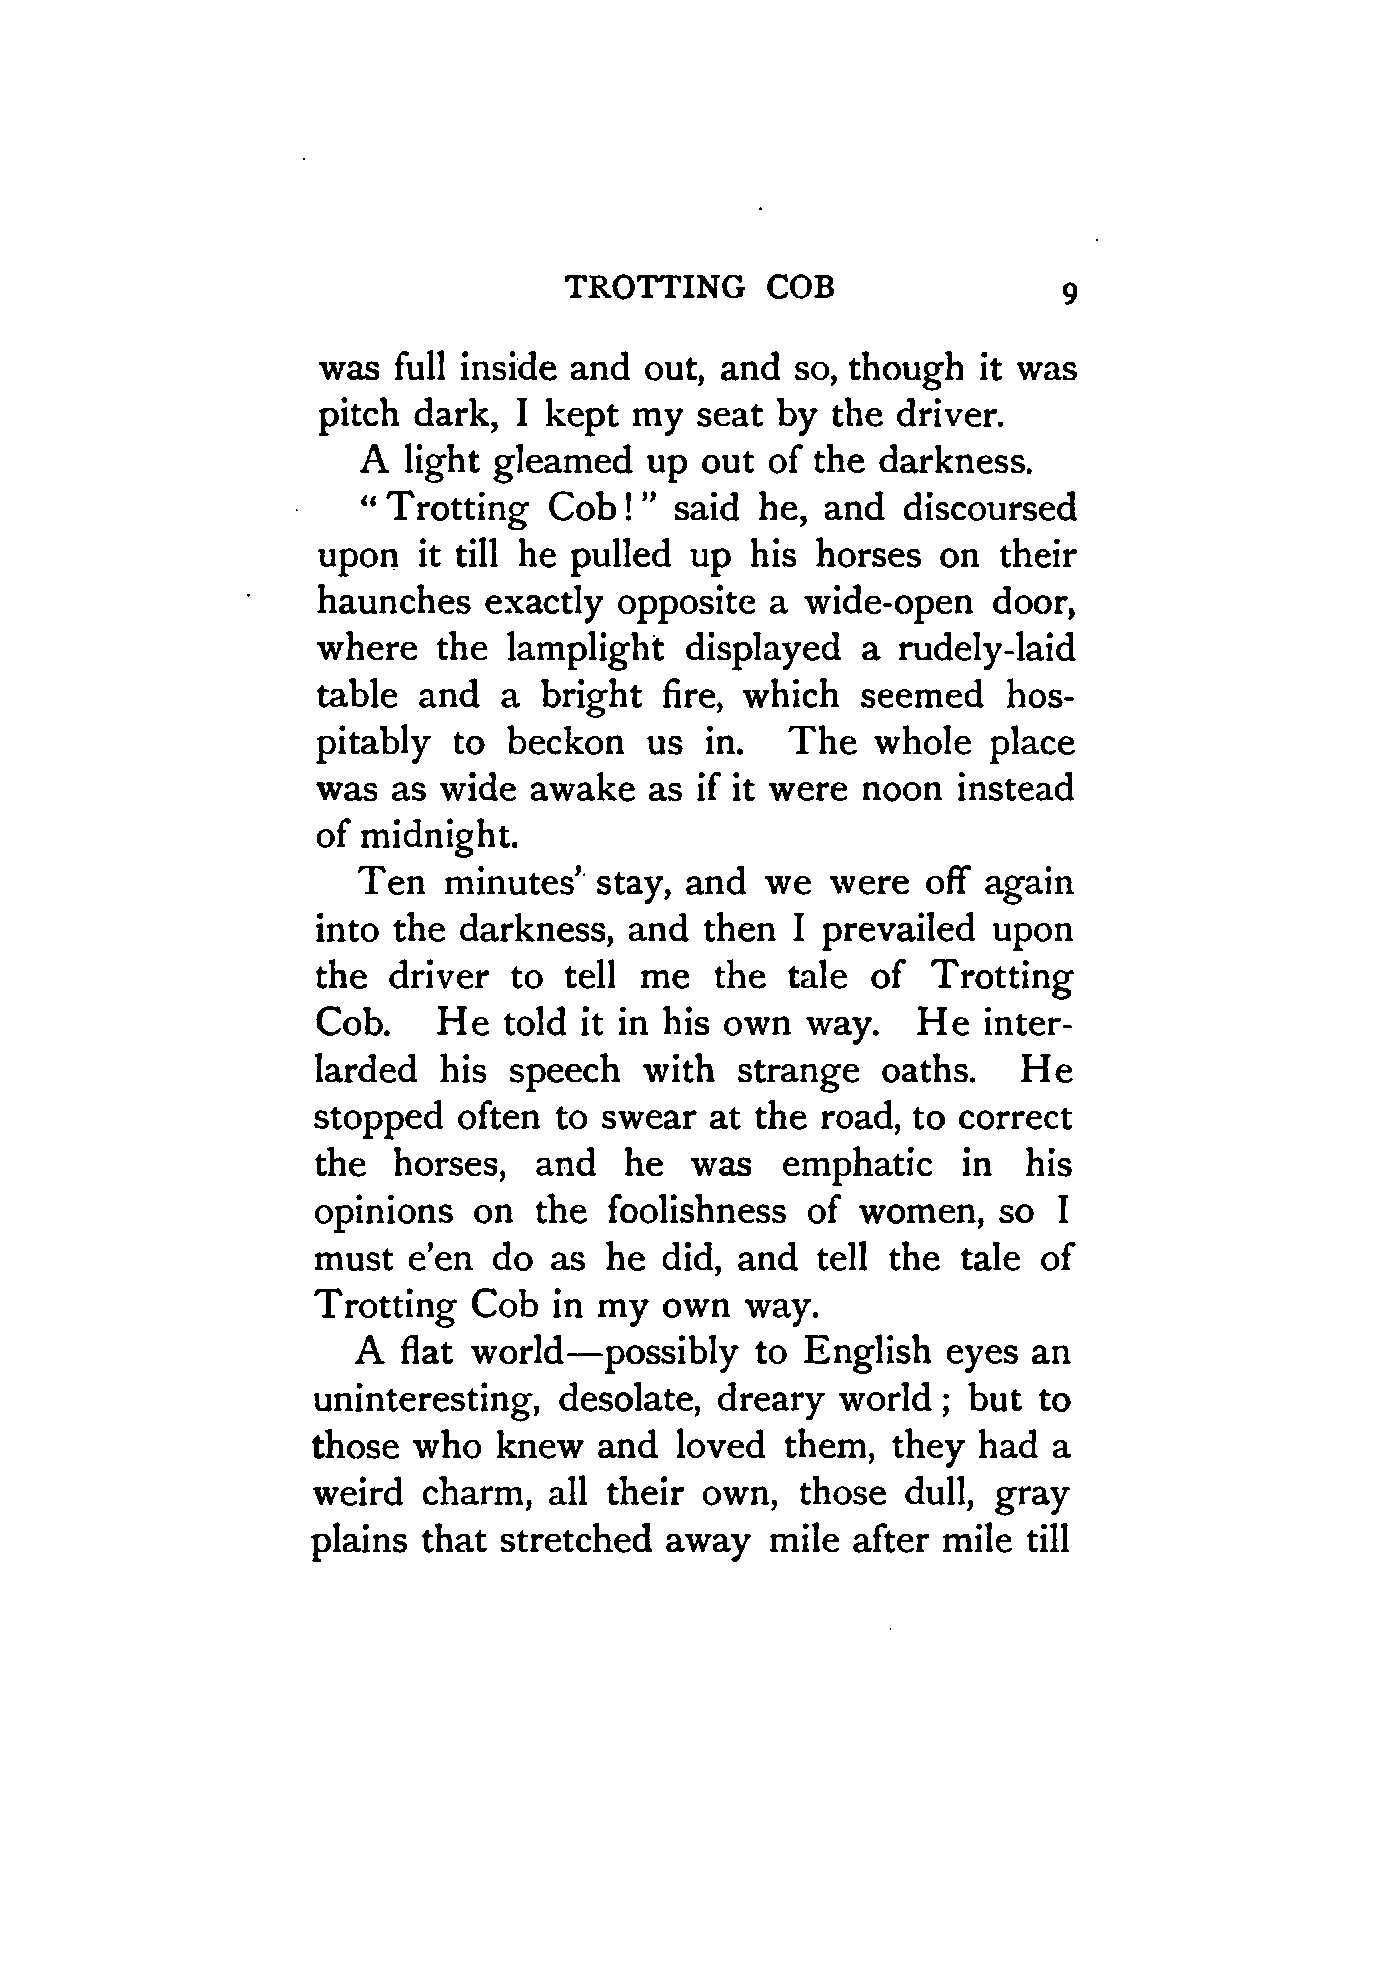 TROTTING COB 9
was full inside and out, and so, though it was
pitch dark, I kept my seat by the driver.
A light gleamed up out of the darkness.
“Trotting Cob!” said he, and discoursed
upon it till he pulled up his horses on their
haunches exactly opposite a wide-open door,
where the lamplight displayed a rudely-laid
table and a bright fire, which seemed hos-
pitably to beckon us in. The whole place
was as wide awake as if it were noon instead
of midnight.
Ten minutes’ stay, and we were off again
into the darkness, and then I prevailed upon
the driver to tell me the tale of Trotting
Cob. He told it in his own way. He inter-
larded his speech with strange oaths. He
stopped often to swear at the road, to correct
the horses, and he was emphatic in his
opinions on the foolishness of women, so I
must e’en do as he did, and tell the tale of
Trotting Cob in my own way.
A flat world—possibly to English eyes an
uninteresting, desolate, dreary world; but to
those who knew and loved them, they had a
weird charm, all their own, those dull, gray
plains that stretched away mile after mile till